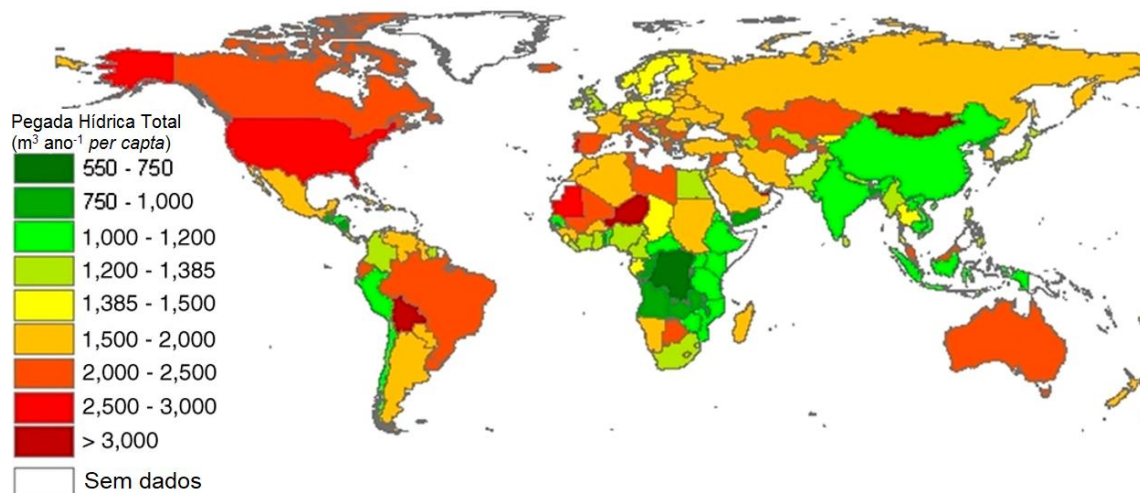 Pegada Hídrica Total
(m³ ano⁻¹ per capta)
550 - 750
750 - 1,000
1,000 - 1,200
1,200 - 1,385
1,385 - 1,500
1,500 - 2,000
2,000 - 2,500
2,500 - 3,000
> 3,000
Sem dados